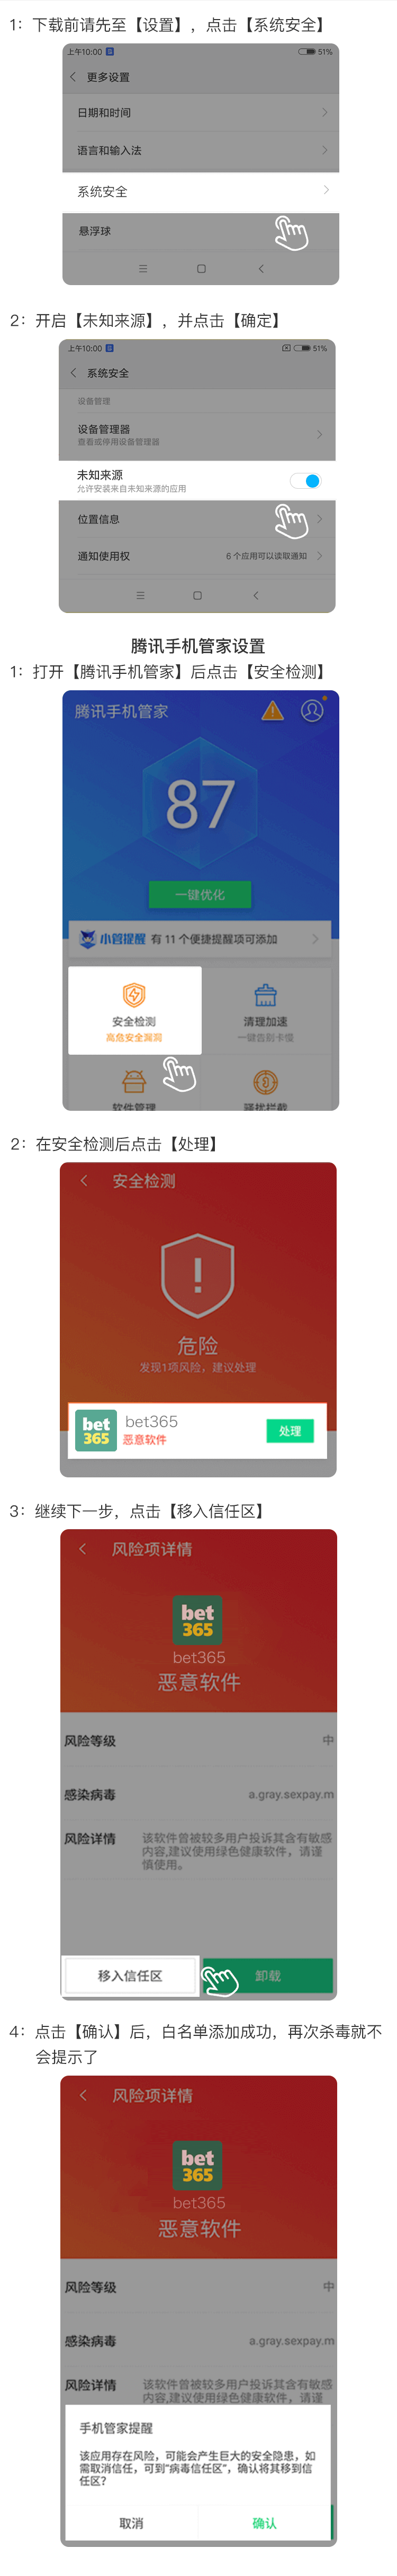 1：下载前请先至【设置】，点击【系统安全】
上午10:00
51%
更多设置
日期和时间
语言和输入法
系统安全
悬浮球
2：开启【未知来源】，并点击【确定】
上午10:00
51%
系统安全
设备管理
设备管理器
查看或停用设备管理器
未知来源
允许安装来自未知来源的应用
位置信息
通知使用权 6 个应用可以读取通知
腾讯手机管家设置
1：打开【腾讯手机管家】后点击【安全检测】
腾讯手机管家
87
一键优化
小管提醒 有 11 个便捷提醒项可添加
安全检测 清理加速
高危安全漏洞 一键告别卡慢
软件管理 骚扰拦截
2：在安全检测后点击【处理】
安全检测
危险
发现1项风险，建议处理
bet365
bet365
恶意软件
处理
3：继续下一步，点击【移入信任区】
风险项详情
bet365
bet365
恶意软件
风险等级 中
感染病毒 a.gray.sexpay.m
风险详情 该软件曾被较多用户投诉其含有敏感
内容,建议使用绿色健康软件，请谨
慎使用。
移入信任区 卸载
4：点击【确认】后，白名单添加成功，再次杀毒就不
会提示了
风险项详情
bet365
bet365
恶意软件
风险等级 中
感染病毒 a.gray.sexpay.m
风险详情 该软件曾被较多用户投诉其含有敏感
内容,建议使用绿色健康软件，请谨
手机管家提醒
该应用存在风险，可能会产生巨大的安全隐患，如
需取消信任，可到“病毒信任区”，确认将其移到信
任区？
取消 确认